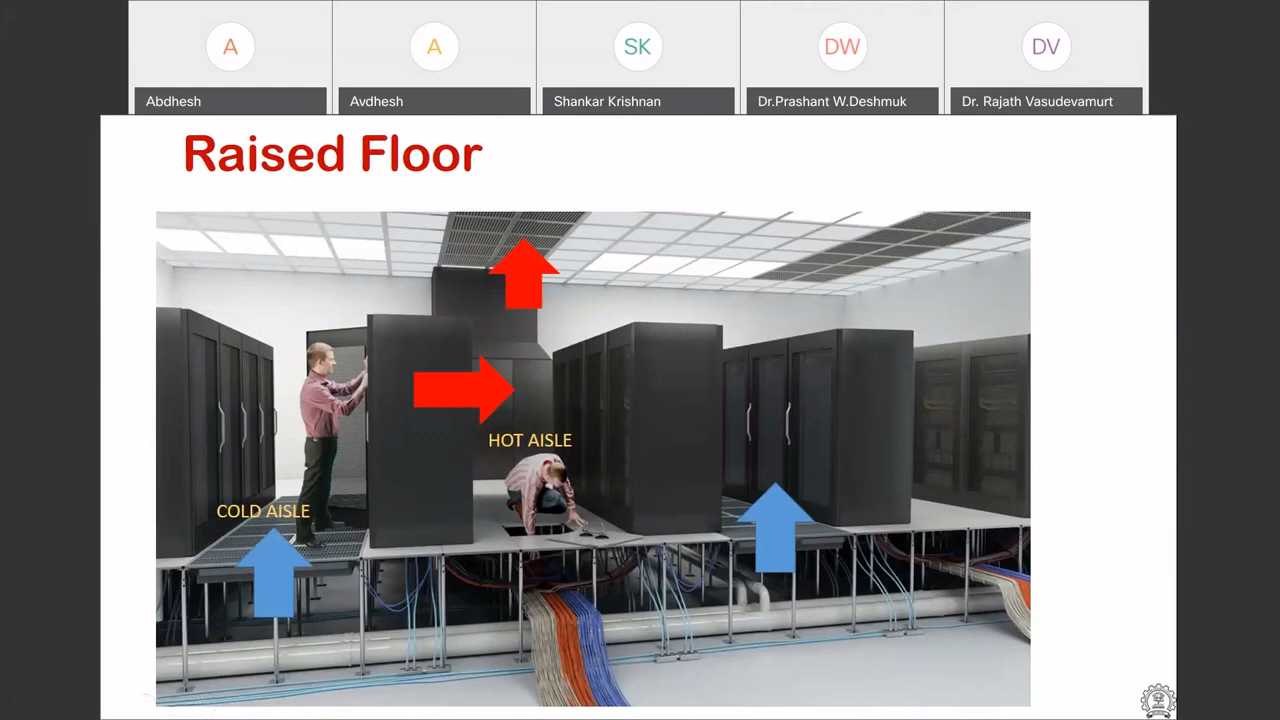 A
A
SK
DW
DV
Abdhesh
Avdhesh
Shankar Krishnan
Dr.Prashant W.Deshmuk
Dr. Rajath Vasudevamurt
Raised Floor
HOT AISLE
COLD AISLE